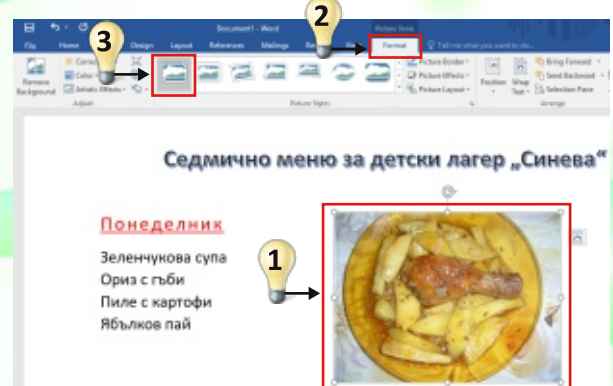 2
3
Document1 - Word
Picture Tools
File Home Design Layout References Mailings Format Tell me what you want to do...
Remove Background
Color
Artistic Effects
Adjust
Picture Styles
Picture Border
Picture Effects
Picture Layout
Position
Wrap Text
Bring Forward
Send Backward
Selection Pane
Arrange
Седмично меню за детски лагер „Синева“
Понеделник
Зеленчукова супа
Ориз с гъби
Пиле с картофи
Ябълков пай
1